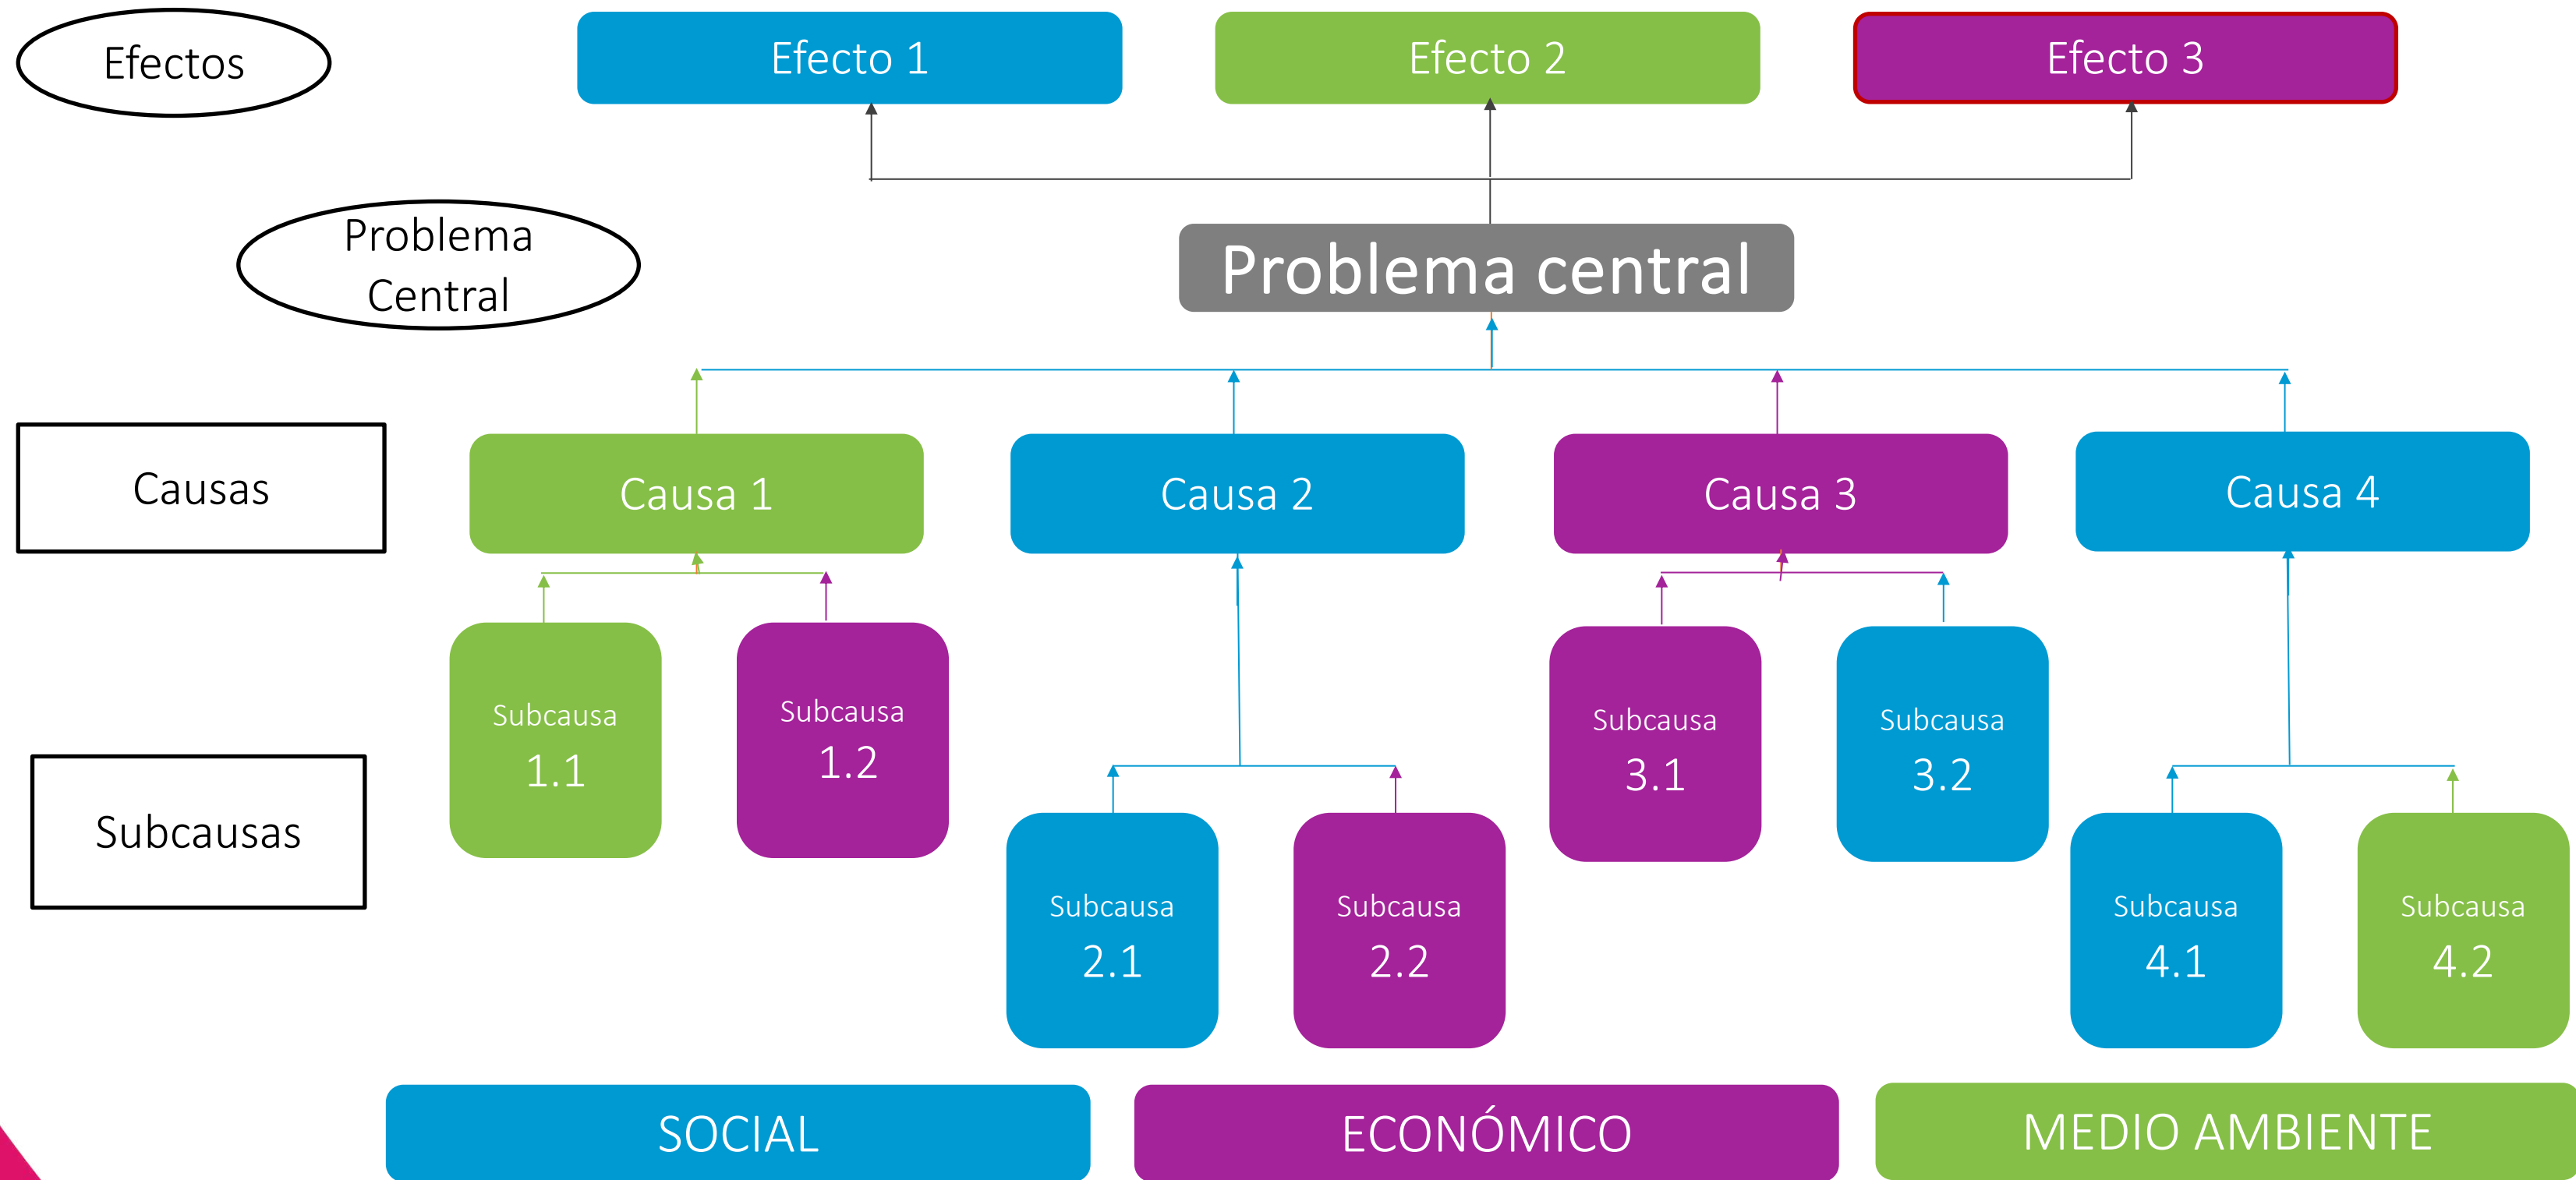 Efectos
Efecto 1
Efecto 2
Efecto 3
Problema
Central
Problema central
Causas
Causa 1
Causa 2
Causa 3
Causa 4
Subcausas
Subcausa
1.1
Subcausa
1.2
Subcausa
2.1
Subcausa
2.2
Subcausa
3.1
Subcausa
3.2
Subcausa
4.1
Subcausa
4.2
SOCIAL
ECONÓMICO
MEDIO AMBIENTE